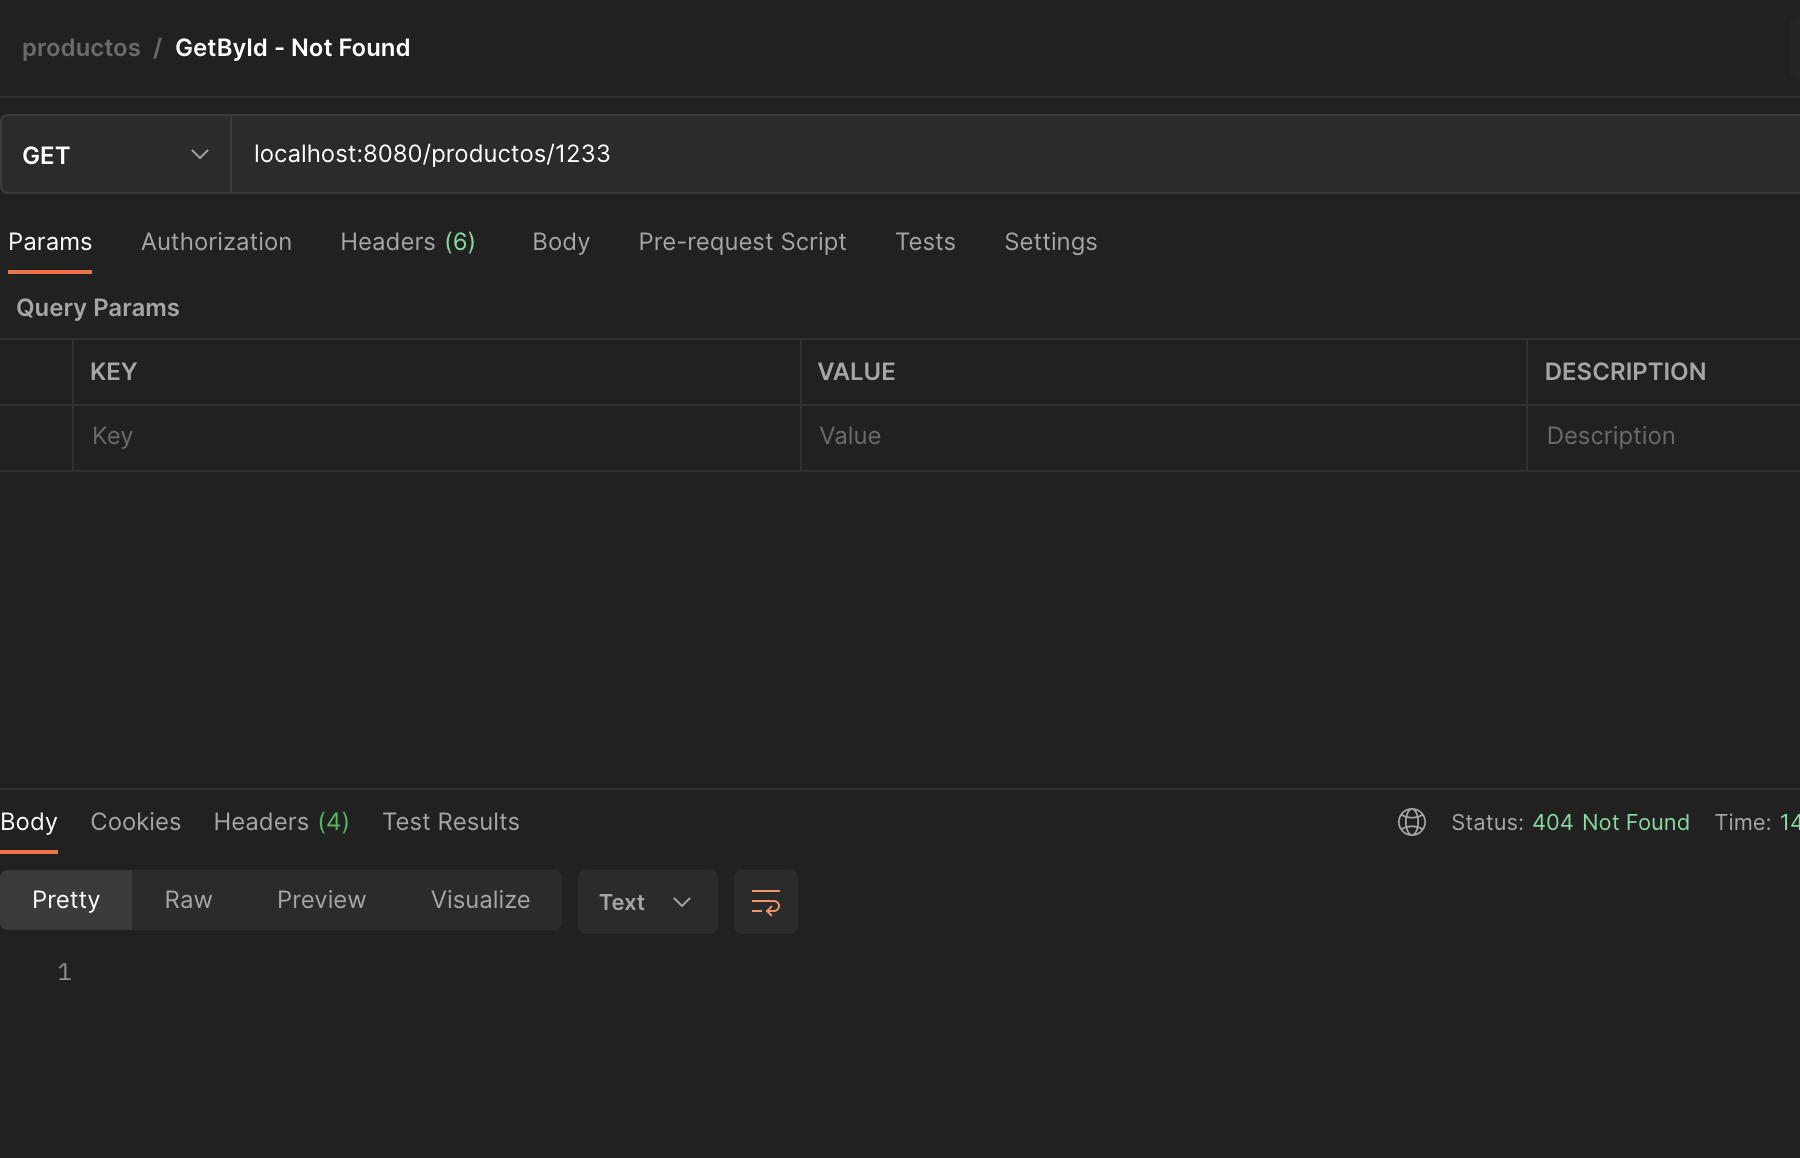 productos / GetById - Not Found
GET localhost:8080/productos/1233
Params Authorization Headers (6) Body Pre-request Script Tests Settings
Query Params
KEY VALUE DESCRIPTION
Key Value Description
Body Cookies Headers (4) Test Results Status: 404 Not Found Time: 14
Pretty Raw Preview Visualize Text
1